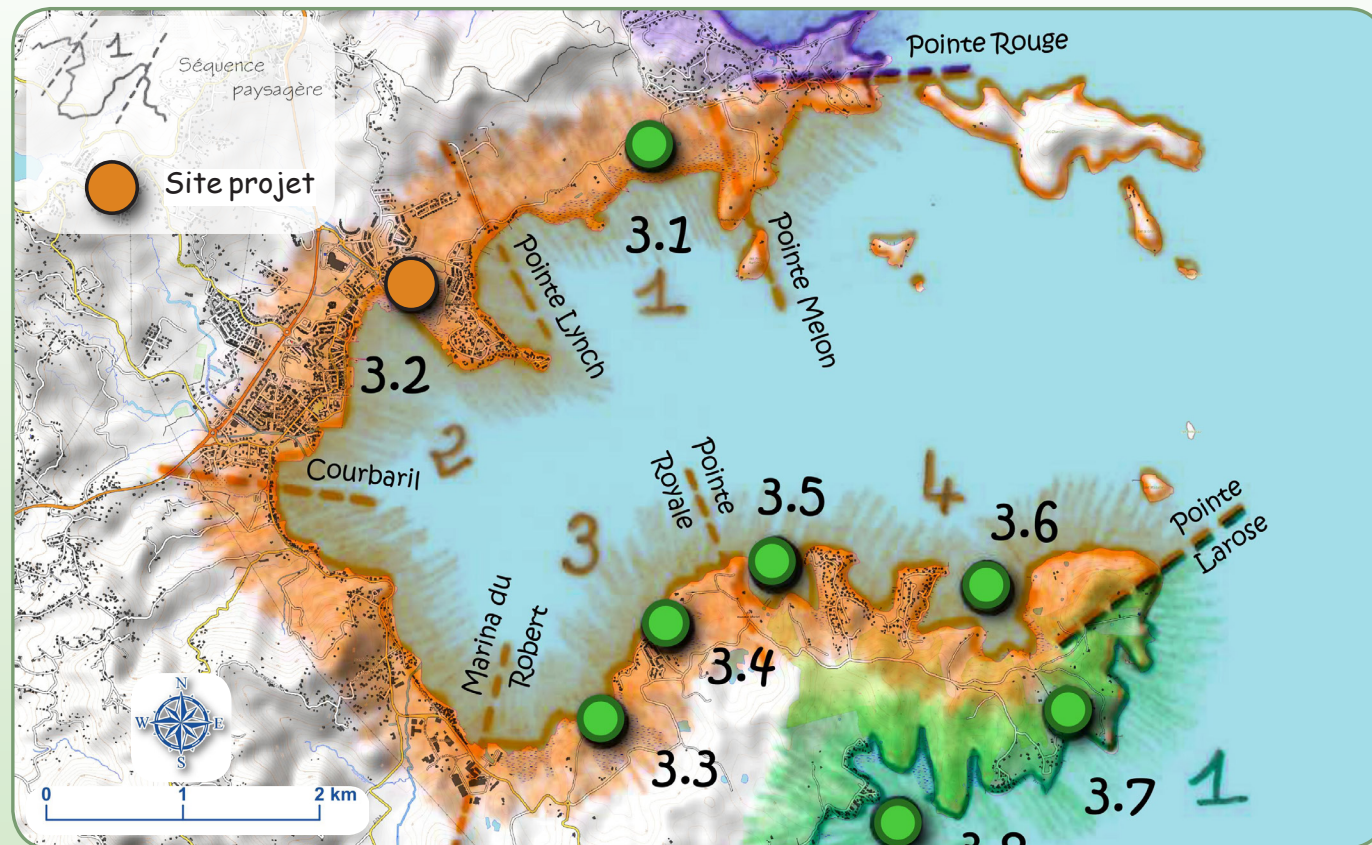 1
Séquence
paysagère
Site projet
Pointe Rouge
3.1
1
Pointe Melon
Pointe Lynch
3.2
2
Courbaril
Pointe
Royale
3.5
4
3.6
3
Pointe
Larose
Marina du
Robert
3.4
3.3
3.7
1
N
W E
S
0 1 2 km